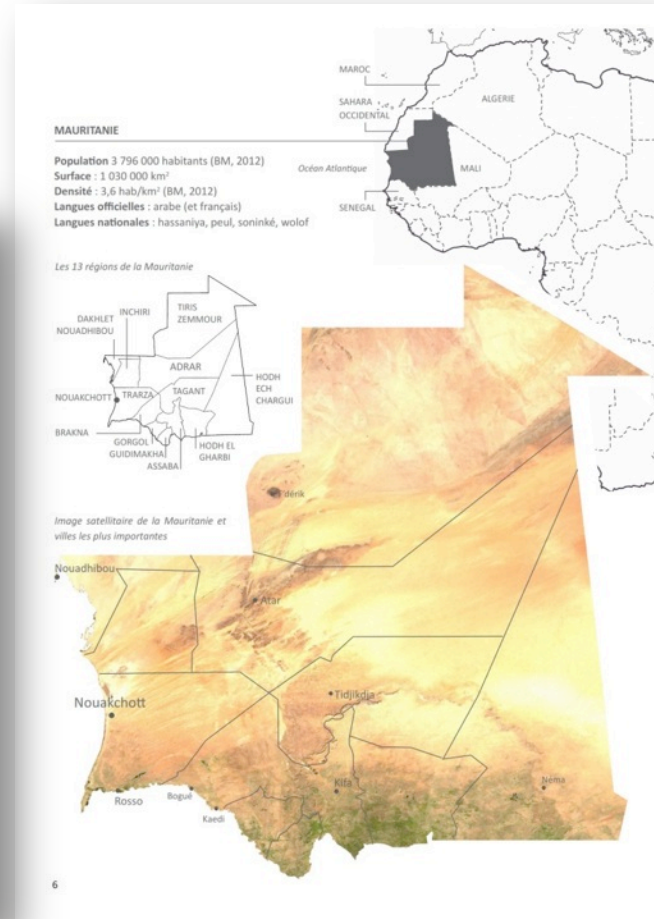 MAROC
ALGERIE
SAHARA
OCCIDENTAL
MAURITANIE
Océan Atlantique
MALI
SENEGAL
Population 3 796 000 habitants (BM, 2012)
Surface : 1 030 000 km²
Densité : 3,6 hab/km² (BM, 2012)
Langues officielles : arabe (et français)
Langues nationales : hassaniya, peul, soninké, wolof
Les 13 régions de la Mauritanie
TIRIS
ZEMMOUR
INCHIRI
DAKHLET
NOUADHIBOU
ADRAR
HODH
ECH
CHARGUI
NOUAKCHOTT
TRARZA
TAGANT
BRAKNA
GORGOL
GUIDIMAKHA
ASSABA
HODH EL
GHARBI
Image satellitaire de la Mauritanie et
villes les plus importantes
F'dérik
Nouadhibou
Atar
Tidjikdja
Nouakchott
Kifa
Néma
Rosso
Bogué
Kaedi
6